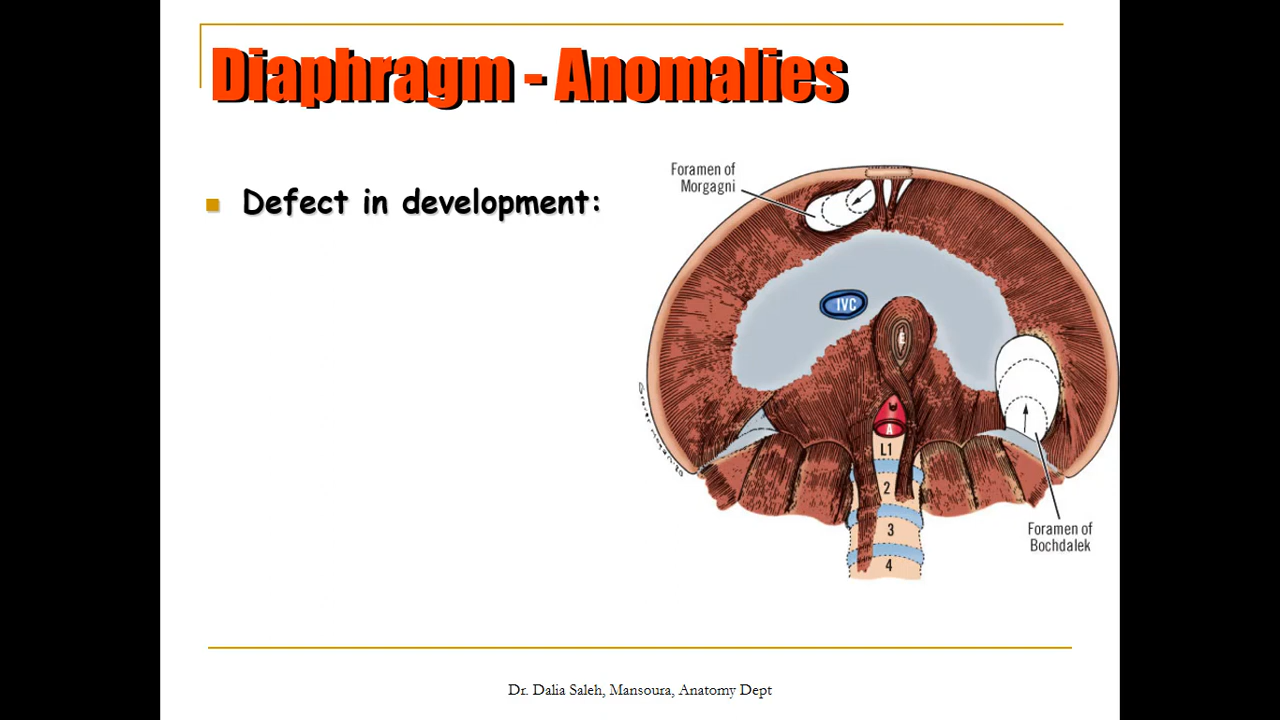 Diaphragm - Anomalies
Defect in development:
Foramen of
Morgagni
IVC
E
A
L1
2
3
4
Foramen of
Bochdalek
Dr. Dalia Saleh, Mansoura, Anatomy Dept